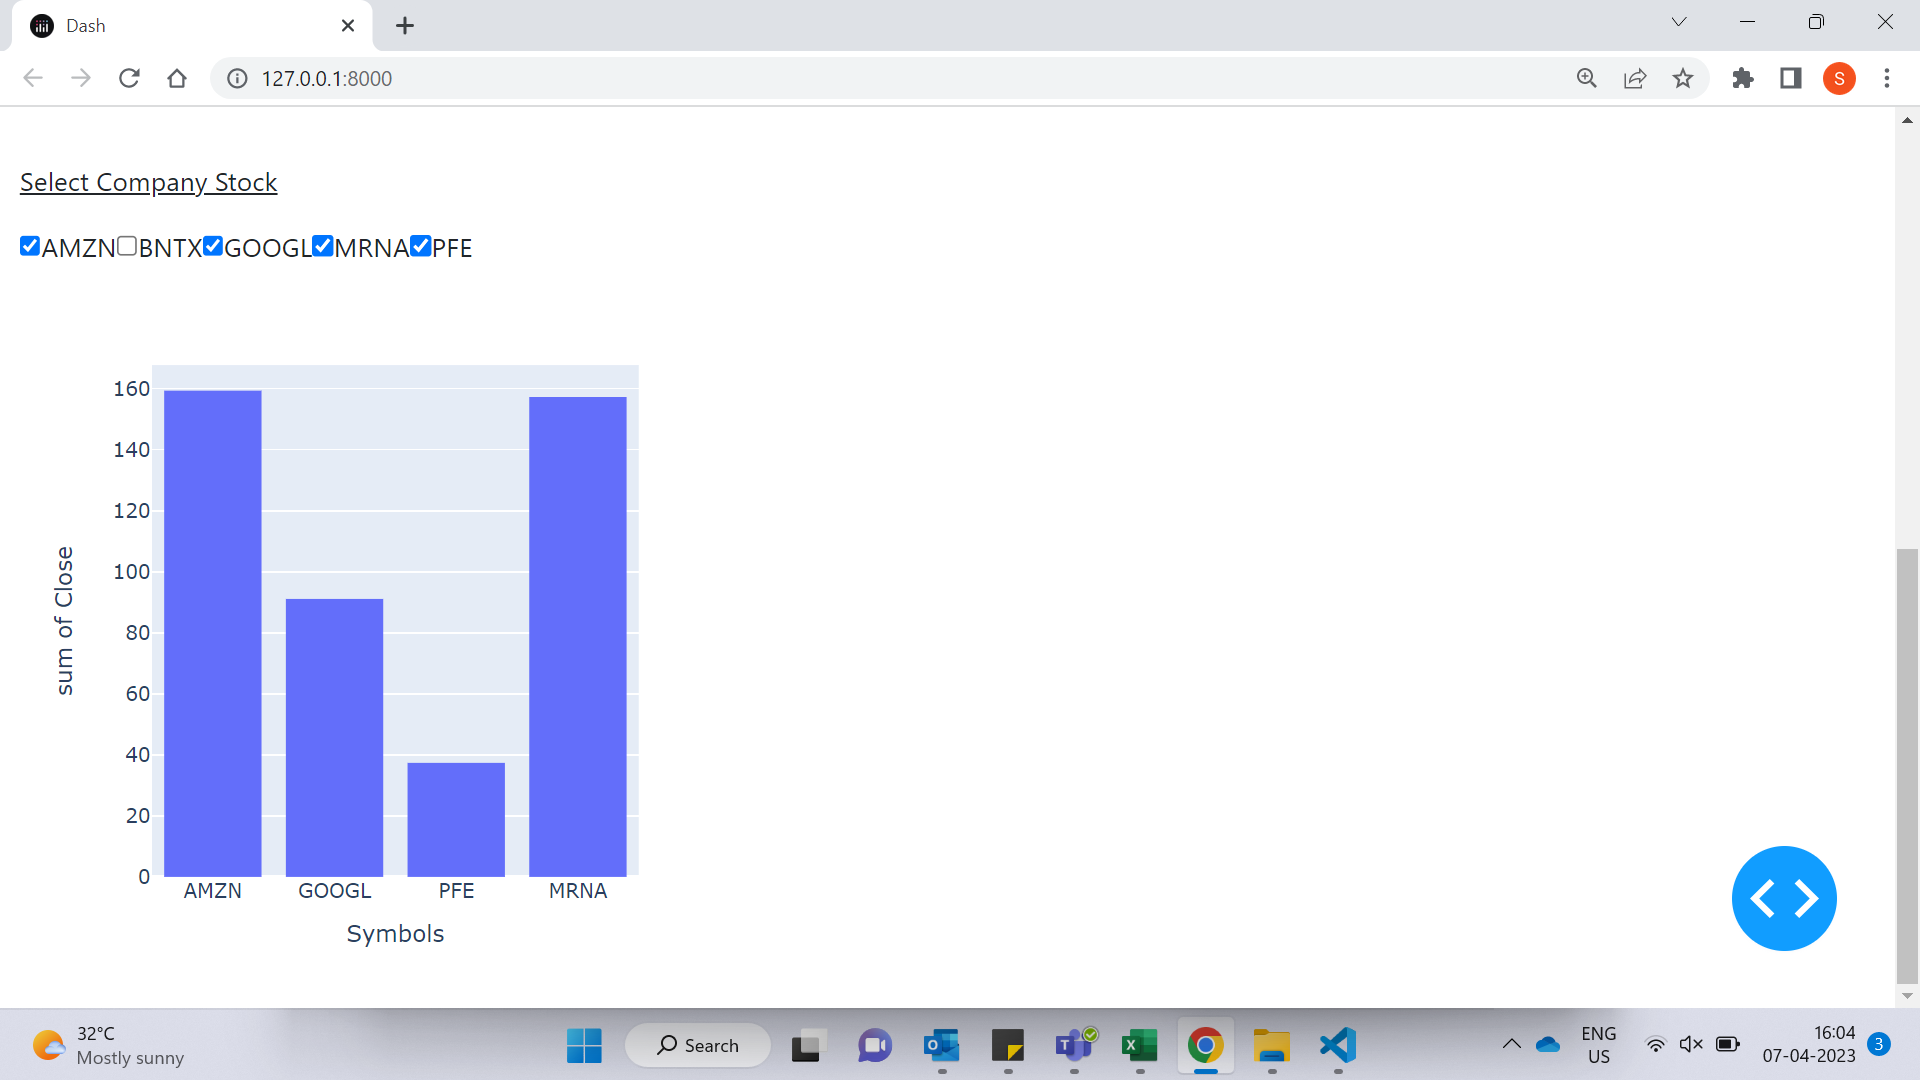 Dash
127.0.0.1:8000
S
Select Company Stock
AMZN BNTX GOOGL MRNA PFE
160
140
120
100
80
60
40
20
0
sum of Close
AMZN GOOGL PFE MRNA
Symbols
32°C
Mostly sunny
Search
ENG
US
16:04
07-04-2023
3